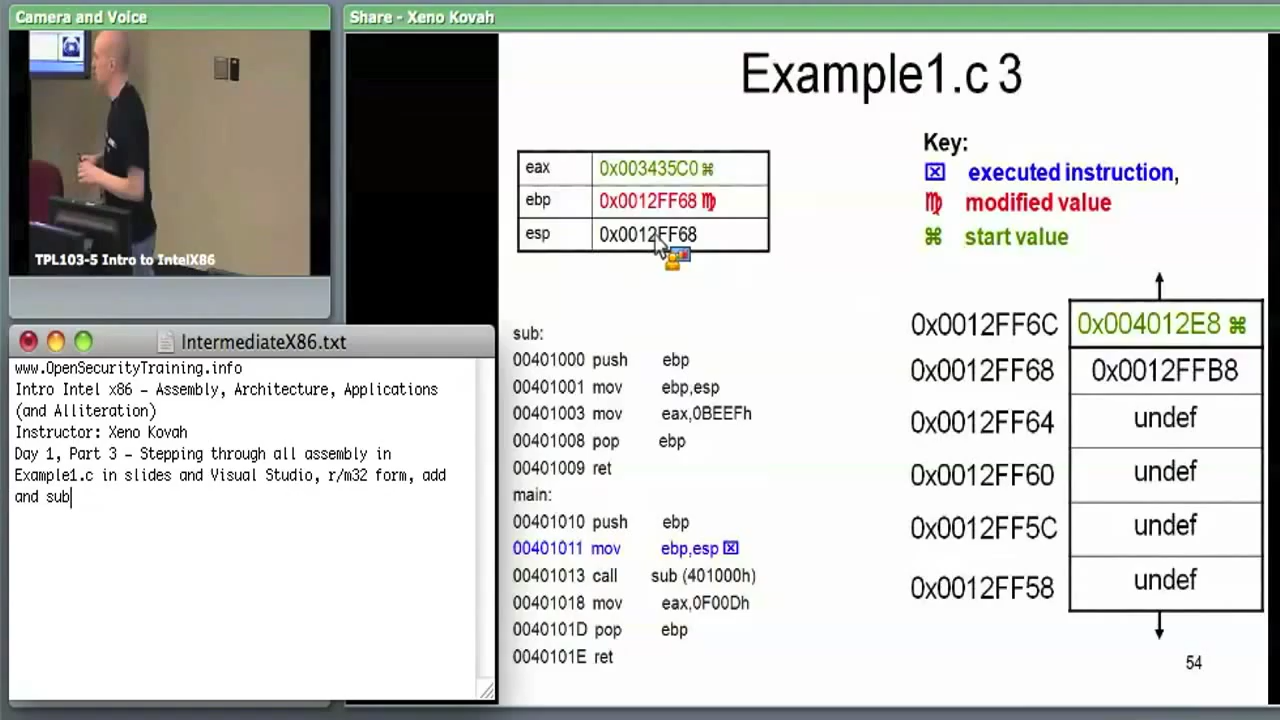 Camera and Voice
TPL103-5 Intro to IntelX86
IntermediateX86.txt
www.OpenSecurityTraining.info
Intro Intel x86 – Assembly, Architecture, Applications
(and Alliteration)
Instructor: Xeno Kovah
Day 1, Part 3 – Stepping through all assembly in
Example1.c in slides and Visual Studio, r/m32 form, add
and sub
Share - Xeno Kovah
Example1.c 3
eax 0x003435C0 ⌘
ebp 0x0012FF68 ♍
esp 0x0012FF68
Key:
⌧ executed instruction,
♍ modified value
⌘ start value
sub:
00401000 push ebp
00401001 mov ebp,esp
00401003 mov eax,0BEEFh
00401008 pop ebp
00401009 ret
main:
00401010 push ebp
00401011 mov ebp,esp ⌧
00401013 call sub (401000h)
00401018 mov eax,0F00Dh
0040101D pop ebp
0040101E ret
0x0012FF6C 0x004012E8 ⌘
0x0012FF68 0x0012FFB8
0x0012FF64 undef
0x0012FF60 undef
0x0012FF5C undef
0x0012FF58 undef
54